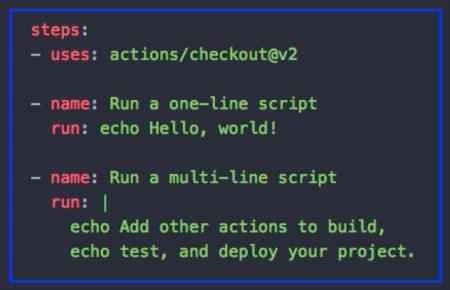 steps:
- uses: actions/checkout@v2
- name: Run a one-line script
run: echo Hello, world!
- name: Run a multi-line script
run: |
echo Add other actions to build,
echo test, and deploy your project.